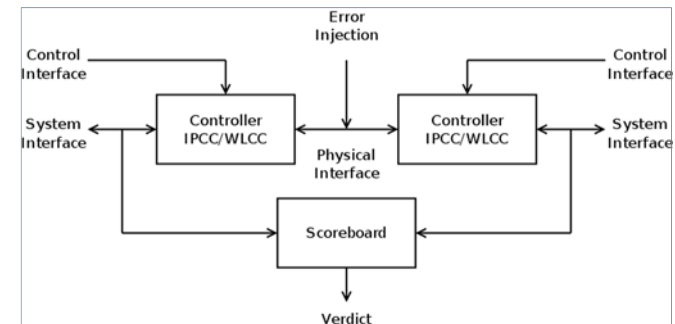 Error
Injection
Control
Interface
Control
Interface
System
Interface
Controller
IPCC/WLCC
Physical
Interface
Controller
IPCC/WLCC
System
Interface
Scoreboard
Verdict